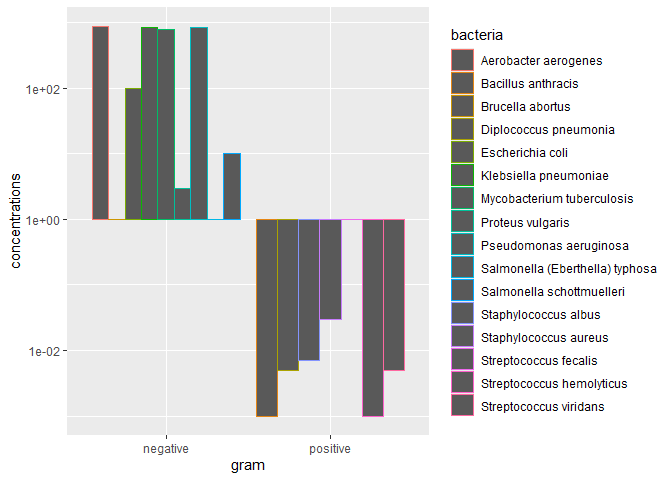 bacteria
Aerobacter aerogenes
Bacillus anthracis
Brucella abortus
Diplococcus pneumonia
Escherichia coli
Klebsiella pneumoniae
Mycobacterium tuberculosis
Proteus vulgaris
Pseudomonas aeruginosa
Salmonella (Eberthella) typhosa
Salmonella schottmuelleri
Staphylococcus albus
Staphylococcus aureus
Streptococcus fecalis
Streptococcus hemolyticus
Streptococcus viridans
concentrations
1e+02
1e+00
1e-02
negative positive
gram